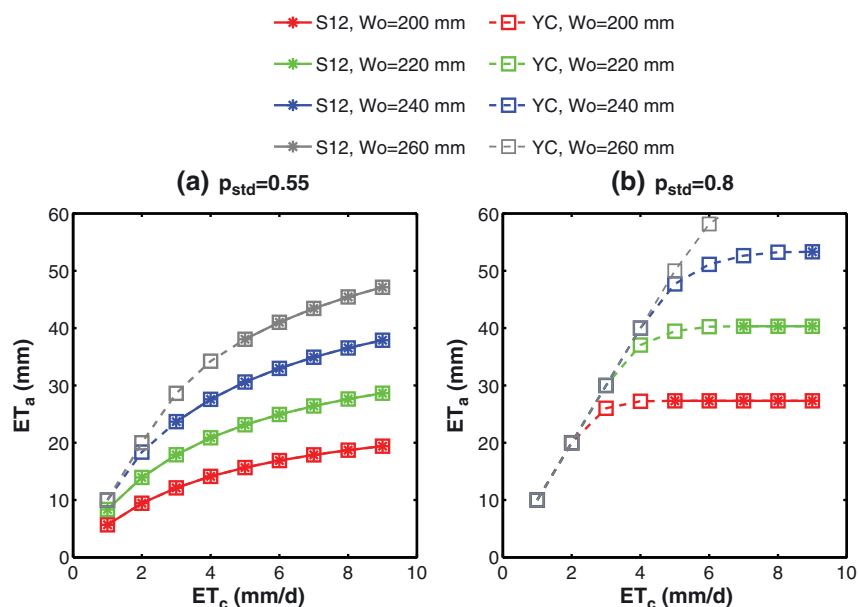 S12, Wo=200 mm YC, Wo=200 mm
S12, Wo=220 mm YC, Wo=220 mm
S12, Wo=240 mm YC, Wo=240 mm
S12, Wo=260 mm YC, Wo=260 mm
(a) pstd=0.55
(b) pstd=0.8
60
50
40
30
20
10
0
ETa (mm)
0 2 4 6 8 10
ETc (mm/d)
60
50
40
30
20
10
0
ETa (mm)
0 2 4 6 8 10
ETc (mm/d)